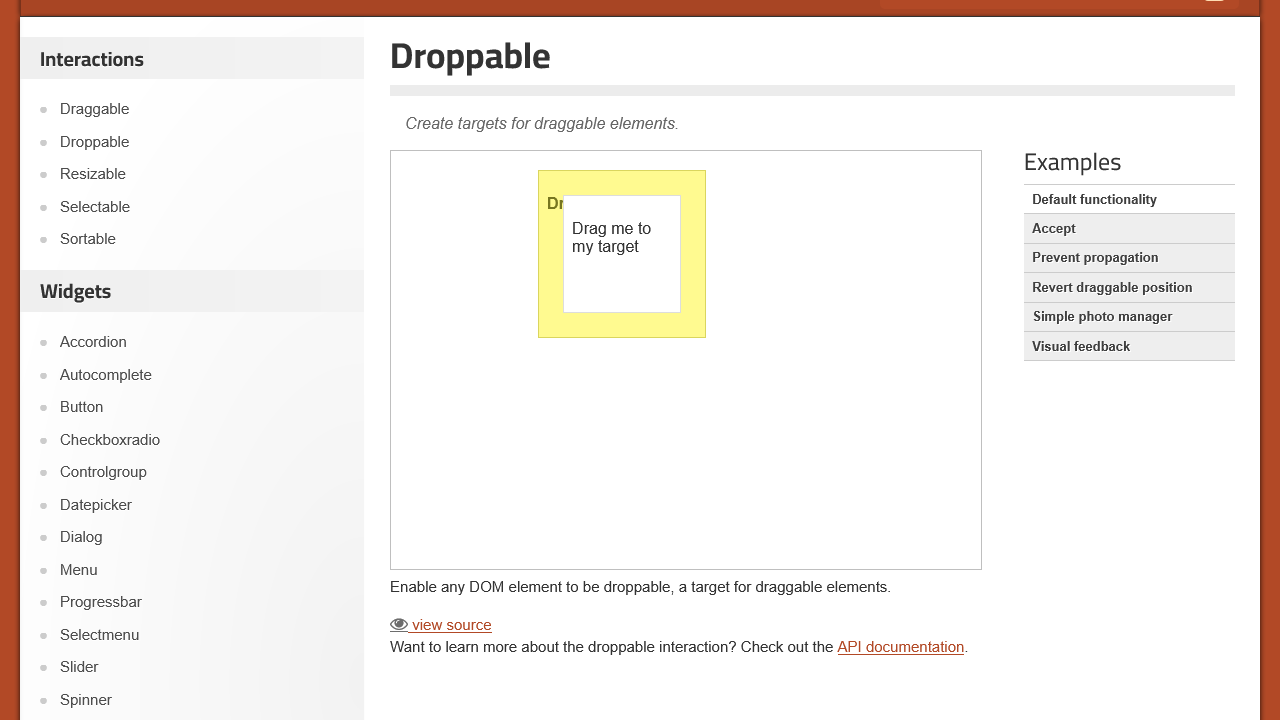 Interactions
Draggable
Droppable
Resizable
Selectable
Sortable
Widgets
Accordion
Autocomplete
Button
Checkboxradio
Controlgroup
Datepicker
Dialog
Menu
Progressbar
Selectmenu
Slider
Spinner
Droppable
Create targets for draggable elements.
Drag me to
my target
Enable any DOM element to be droppable, a target for draggable elements.
view source
Want to learn more about the droppable interaction? Check out the API documentation.
Examples
Default functionality
Accept
Prevent propagation
Revert draggable position
Simple photo manager
Visual feedback